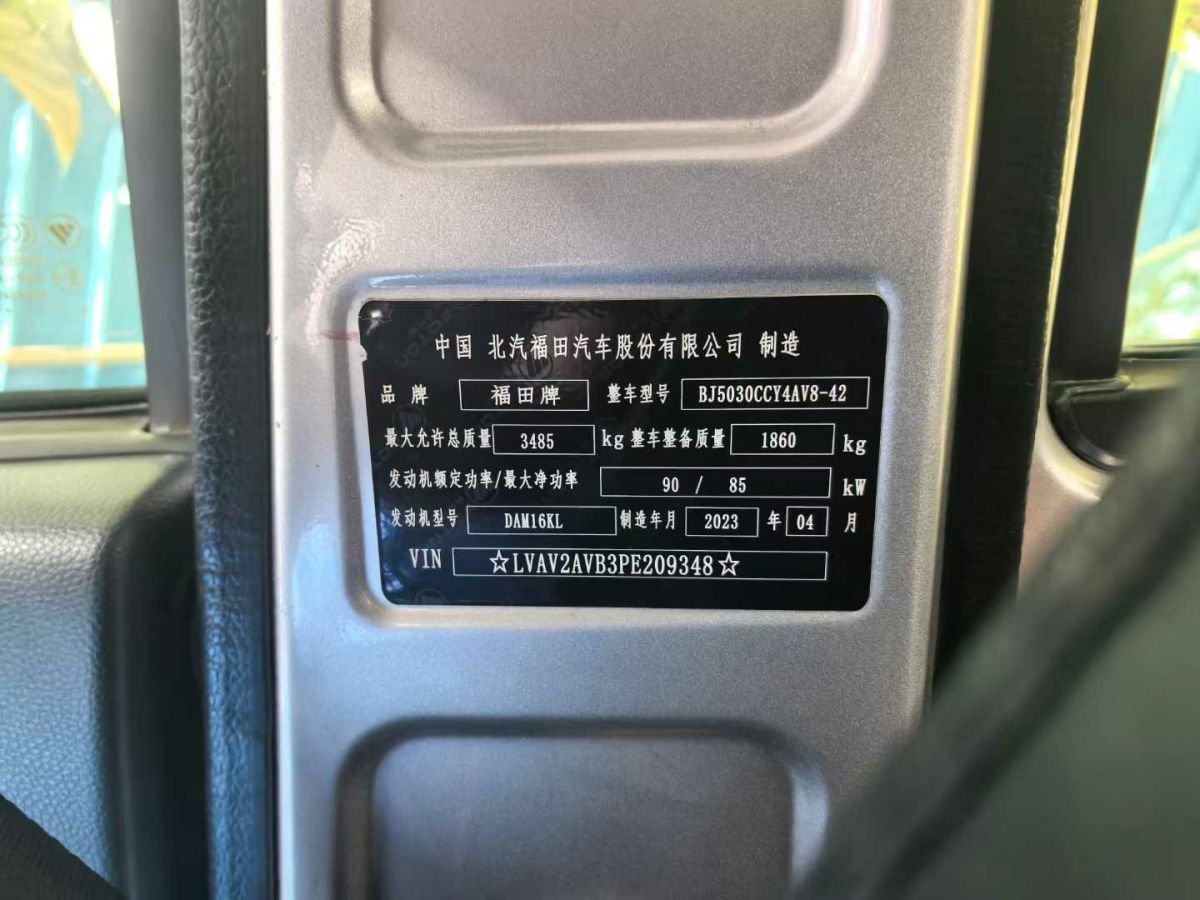 中国 北汽福田汽车股份有限公司 制造
品牌 福田牌 整车型号 BJ5030CCY4AV8-42
最大允许总质量 3485 kg 整车整备质量 1860 kg
发动机额定功率/最大净功率 90 / 85 kW
发动机型号 DAM16KL 制造年月 2023 年 04 月
VIN ☆LVAV2AVB3PE209348☆